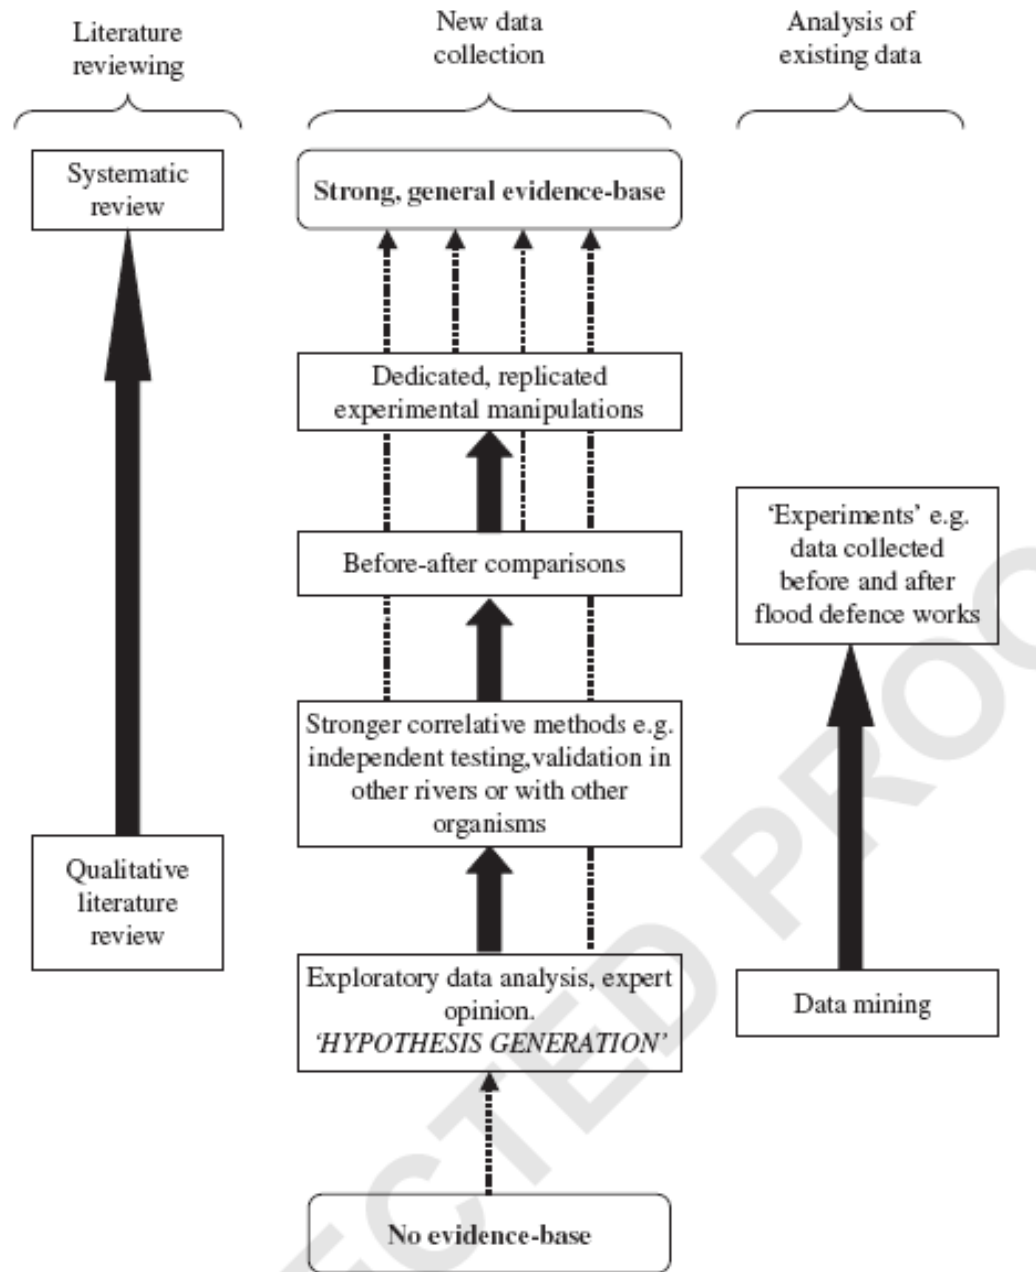 Literature
reviewing
New data
collection
Analysis of
existing data
Systematic
review
Strong, general evidence-base
Dedicated, replicated
experimental manipulations
Before-after comparisons
'Experiments' e.g.
data collected
before and after
flood defence works
Stronger correlative methods e.g.
independent testing,validation in
other rivers or with other
organisms
Qualitative
literature
review
Exploratory data analysis, expert
opinion.
'HYPOTHESIS GENERATION'
Data mining
No evidence-base
ECTED PROO